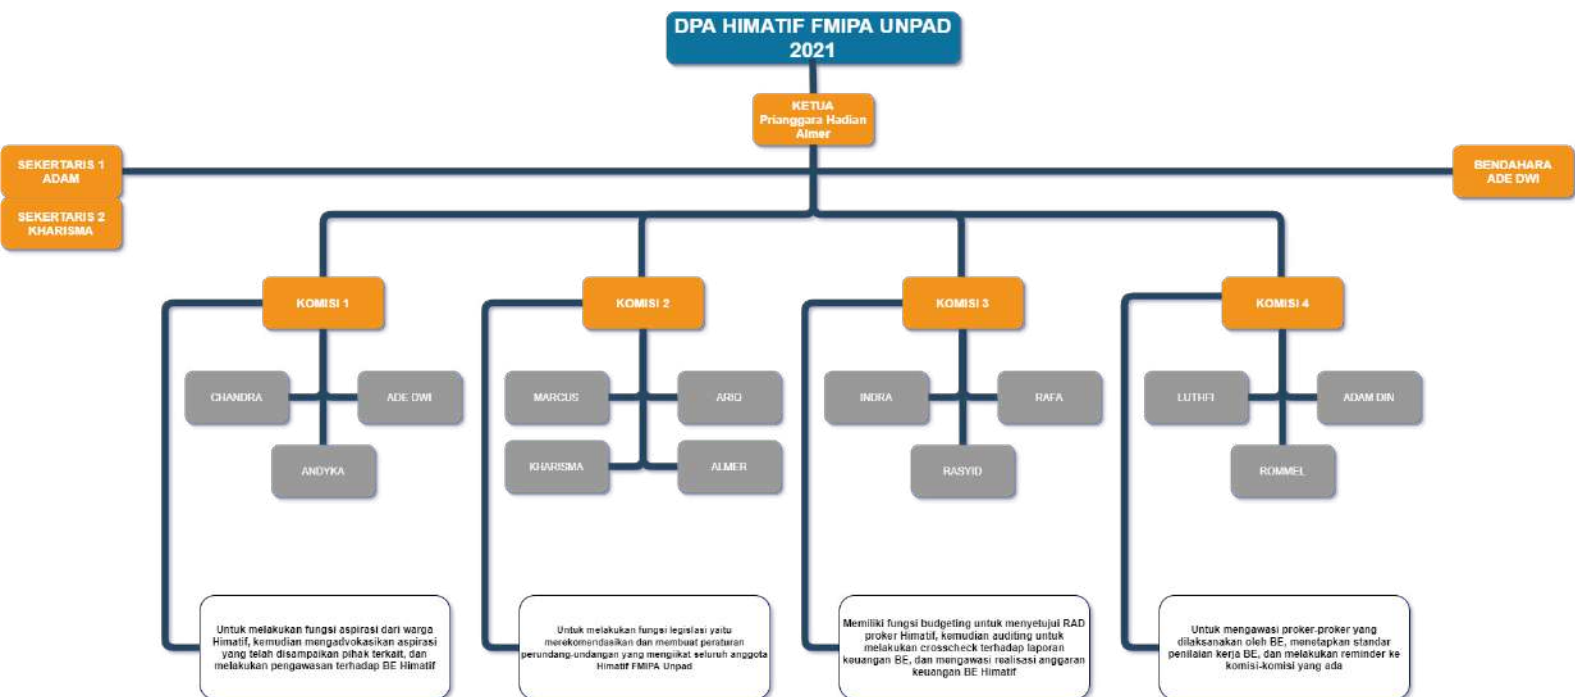 DPA HIMATIF FMIPA UNPAD
2021
KETUA
Prianggara Hadian
Almer
SEKERTARIS 1
ADAM
BENDAHARA
ADE DWI
SEKERTARIS 2
KHARISMA
KOMISI 1
KOMISI 2
KOMISI 3
KOMISI 4
CHANDRA
ADE DWI
MARCUS
ARIQ
INDRA
RAFA
LUTHFI
ADAM DIN
ANDYKA
KHARISMA
ALMER
RASYID
ROMMEL
Untuk melakukan fungsi aspirasi dari warga
Himatif, kemudian mengadvokasikan aspirasi
yang telah disampaikan pihak terkait, dan
melakukan pengawasan terhadap BE Himatif
Untuk melakukan fungsi legislasi yaitu
merekomendasikan dan membuat peraturan
perundang-undangan yang mengiikat seluruh anggota
Himatif FMIPA Unpad
Memiliki fungsi budgeting untuk menyetujui RAD
proker Himatif, kemudian auditing untuk
melakukan crosscheck terhadap laporan
keuangan BE, dan mengawasi realisasi anggaran
keuangan BE Himatif
Untuk mengawasi proker-proker yang
dilaksanakan oleh BE, menetapkan standar
penilaian kerja BE, dan melakukan reminder ke
komisi-komisi yang ada